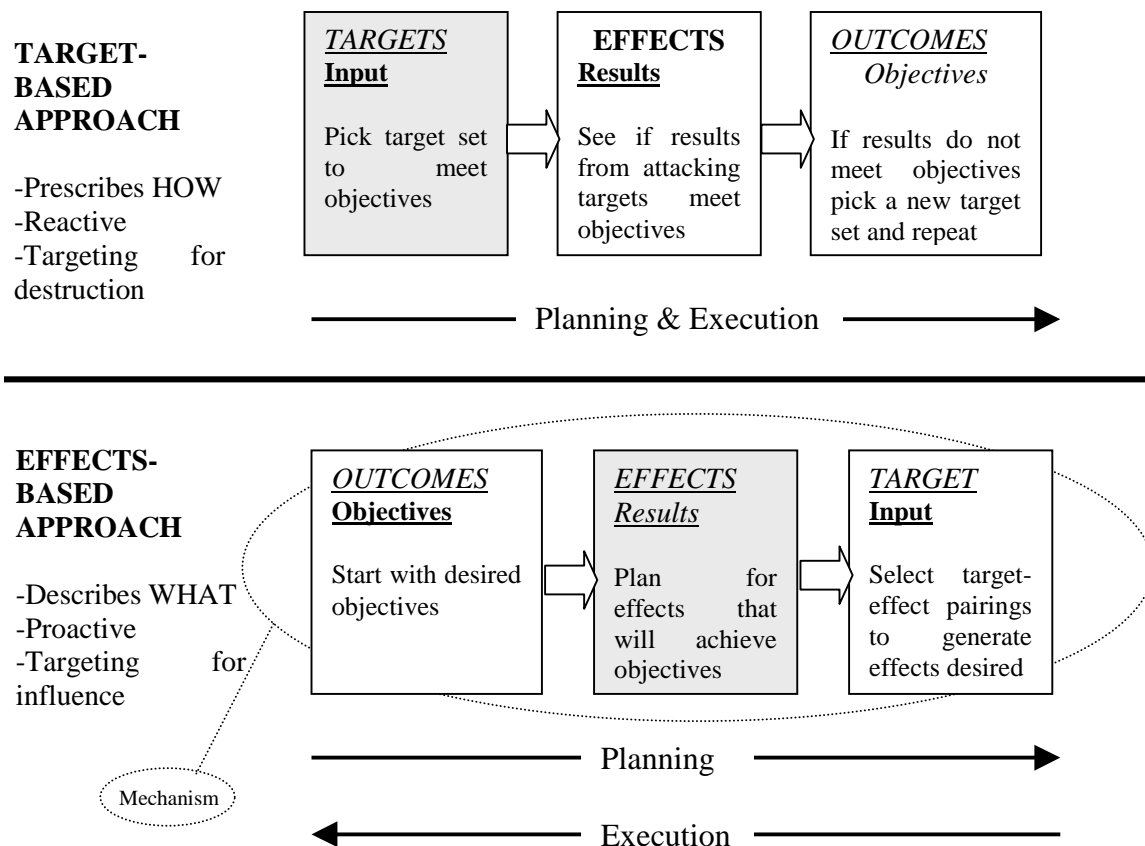 TARGET-
BASED
APPROACH
-Prescribes HOW
-Reactive
-Targeting for
destruction
TARGETS
Input
Pick target set
to meet
objectives
EFFECTS
Results
See if results
from attacking
targets meet
objectives
OUTCOMES
Objectives
If results do not
meet objectives
pick a new target
set and repeat
Planning & Execution
EFFECTS-
BASED
APPROACH
-Describes WHAT
-Proactive
-Targeting for
influence
OUTCOMES
Objectives
Start with desired
objectives
EFFECTS
Results
Plan for
effects that
will achieve
objectives
TARGET
Input
Select target-
effect pairings
to generate
effects desired
Mechanism
Planning
Execution